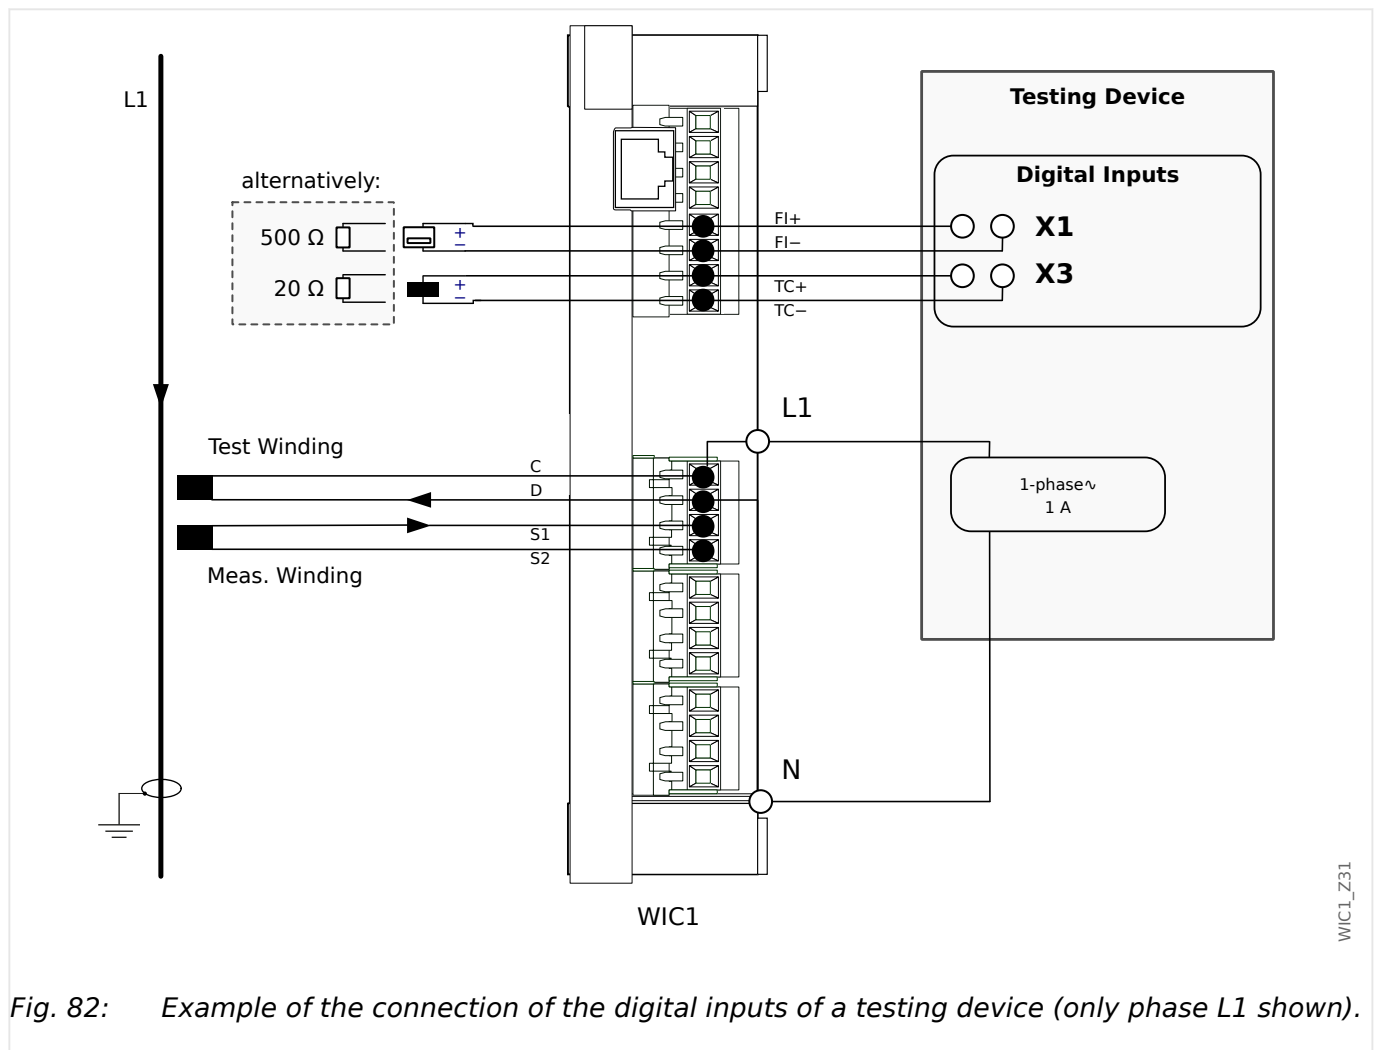 L1
alternatively:
500 Ω
20 Ω
+
−
+
−
FI+
FI−
TC+
TC−
Testing Device
Digital Inputs
X1
X3
L1
Test Winding
C
D
S1
S2
Meas. Winding
1-phase∿
1 A
N
WIC1
WIC1_Z31
Fig. 82: Example of the connection of the digital inputs of a testing device (only phase L1 shown).